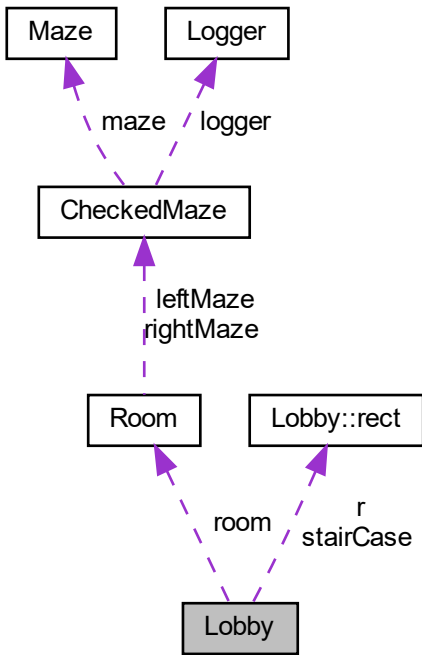 Maze
Logger
maze
logger
CheckedMaze
leftMaze
rightMaze
Room
Lobby::rect
room
r
stairCase
Lobby